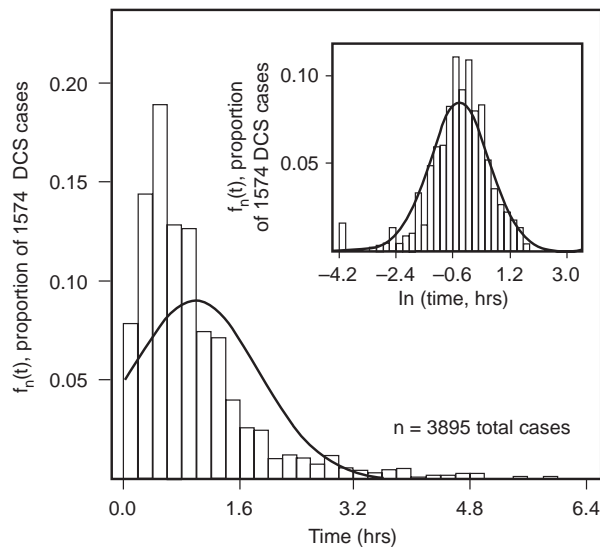 f_n(t), proportion of 1574 DCS cases
0.20
0.15
0.10
0.05
0.0
1.6
3.2
4.8
6.4
Time (hrs)
n = 3895 total cases
f_n(t), proportion
of 1574 DCS cases
0.10
0.05
–4.2
–2.4
–0.6
1.2
3.0
ln (time, hrs)